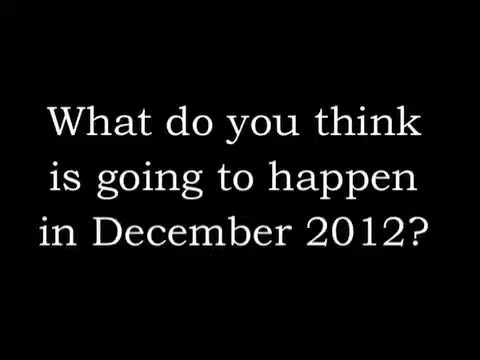 What do you think
is going to happen
in December 2012?